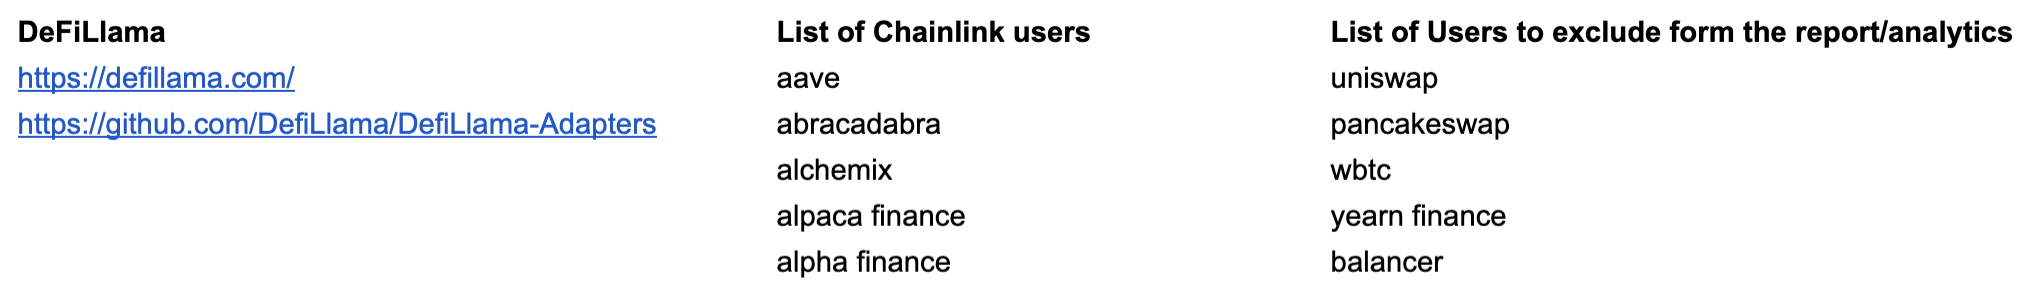 DeFiLlama List of Chainlink users List of Users to exclude form the report/analytics
https://defillama.com/ aave uniswap
https://github.com/DefiLlama/DefiLlama-Adapters abracadabra pancakeswap
alchemix wbtc
alpaca finance yearn finance
alpha finance balancer